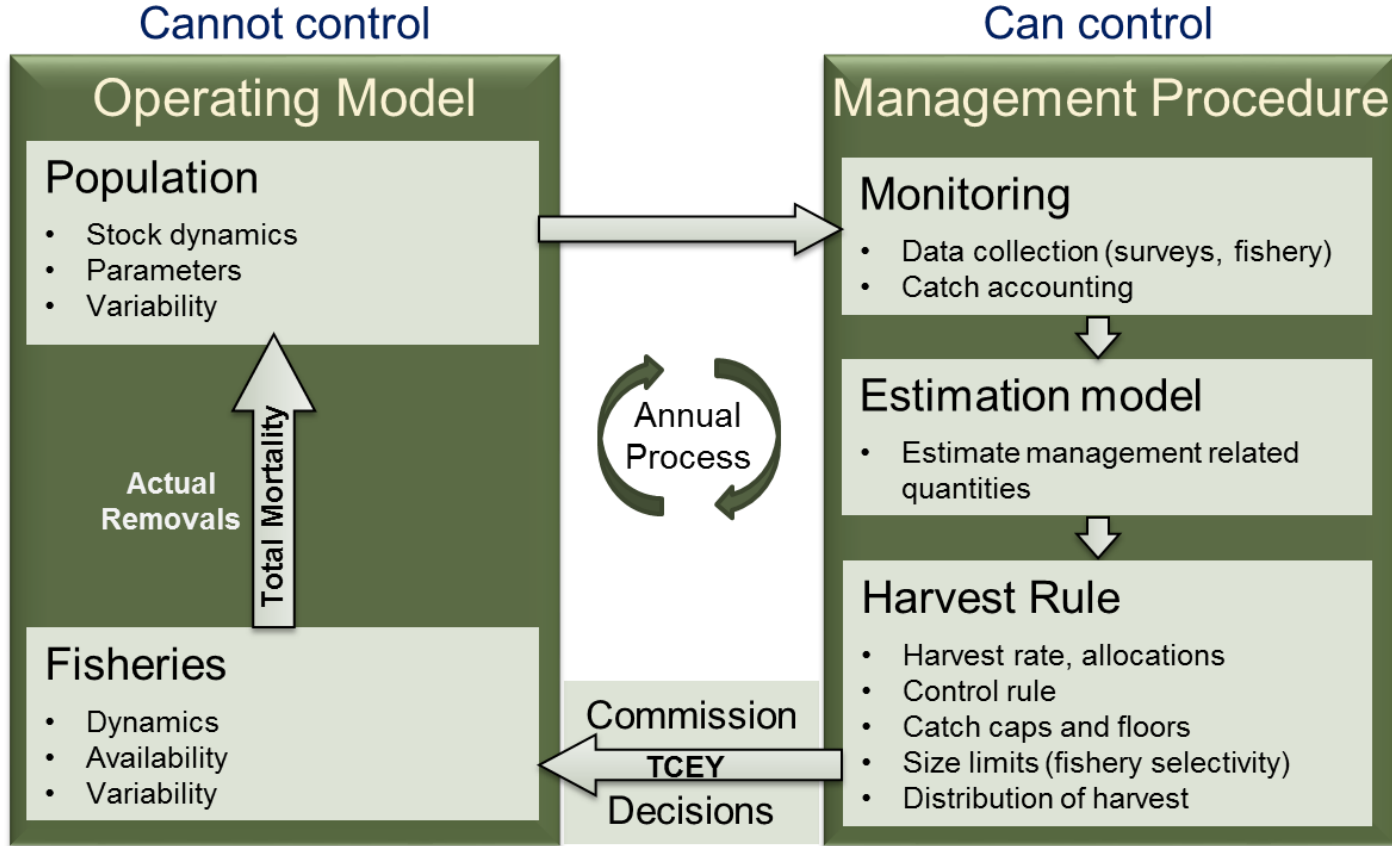 Cannot control
Operating Model
Population
• Stock dynamics
• Parameters
• Variability
Actual
Removals
Total Mortality
Fisheries
• Dynamics
• Availability
• Variability
Annual
Process
Commission
TCEY
Decisions
Can control
Management Procedure
Monitoring
• Data collection (surveys, fishery)
• Catch accounting
Estimation model
• Estimate management related
quantities
Harvest Rule
• Harvest rate, allocations
• Control rule
• Catch caps and floors
• Size limits (fishery selectivity)
• Distribution of harvest